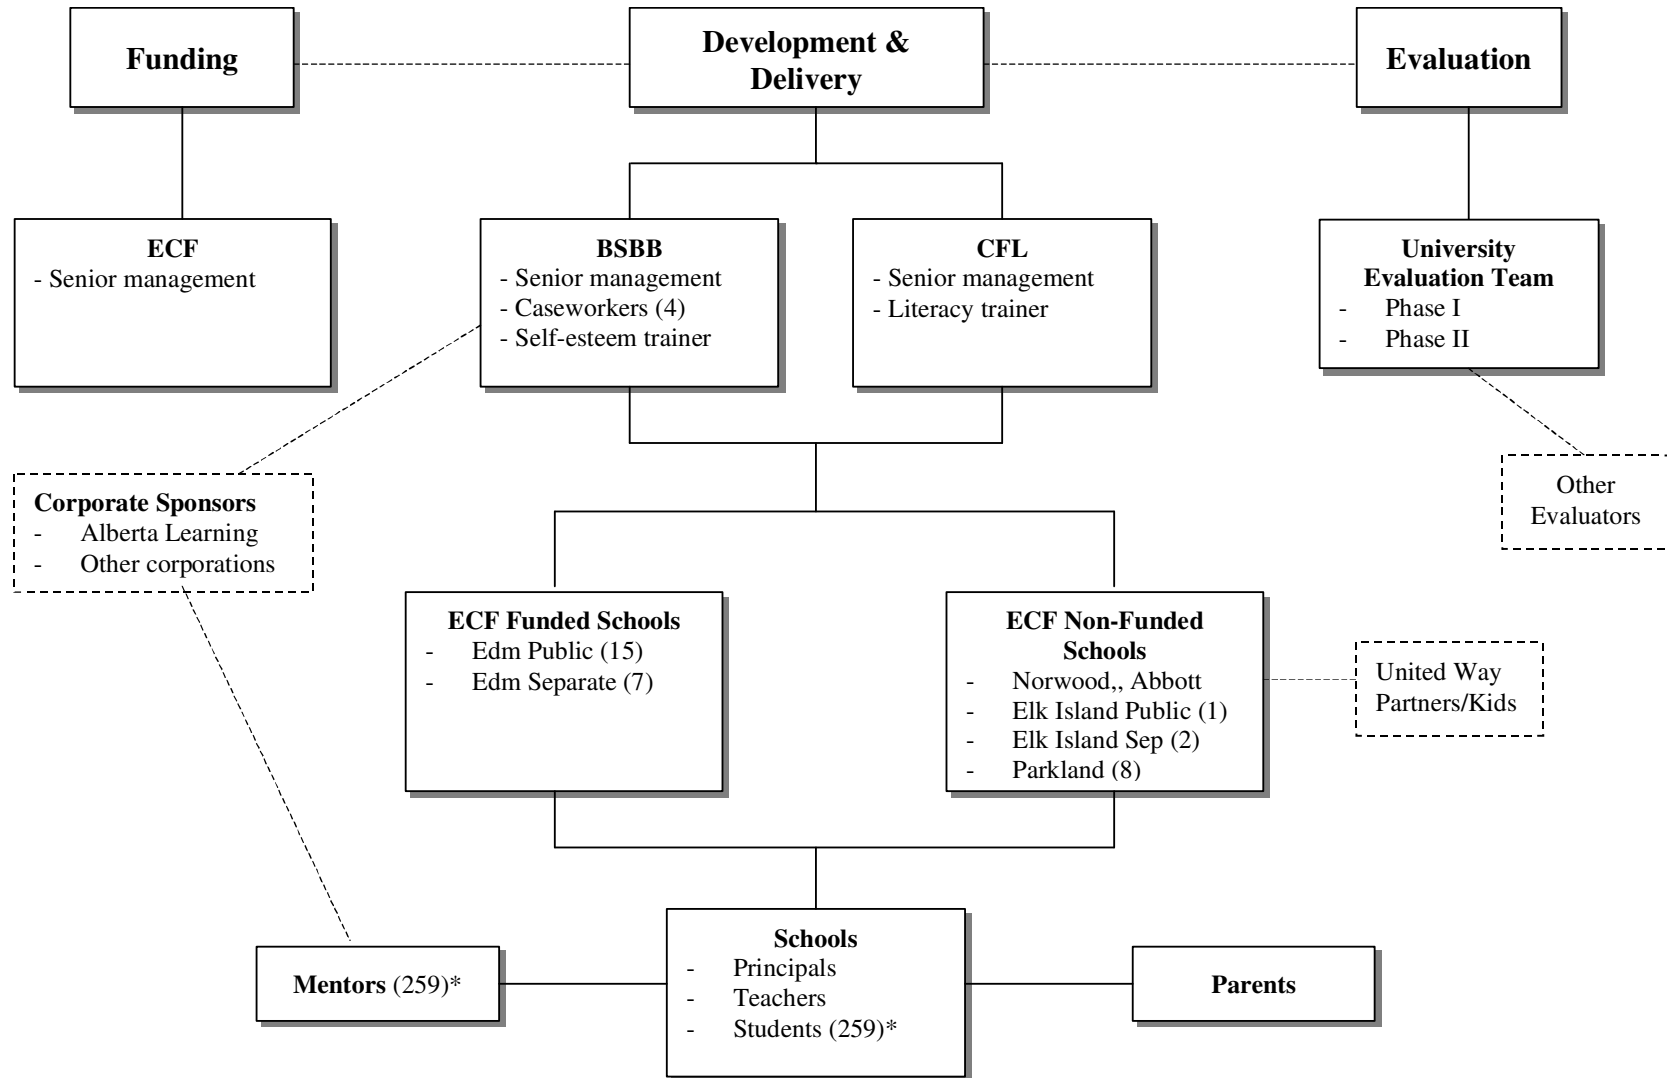 Funding
Development &
Delivery
Evaluation
ECF
- Senior management
BSBB
- Senior management
- Caseworkers (4)
- Self-esteem trainer
CFL
- Senior management
- Literacy trainer
University
Evaluation Team
- Phase I
- Phase II
Corporate Sponsors
- Alberta Learning
- Other corporations
Other
Evaluators
ECF Funded Schools
- Edm Public (15)
- Edm Separate (7)
ECF Non-Funded
Schools
- Norwood,, Abbott
- Elk Island Public (1)
- Elk Island Sep (2)
- Parkland (8)
United Way
Partners/Kids
Mentors (259)*
Schools
- Principals
- Teachers
- Students (259)*
Parents